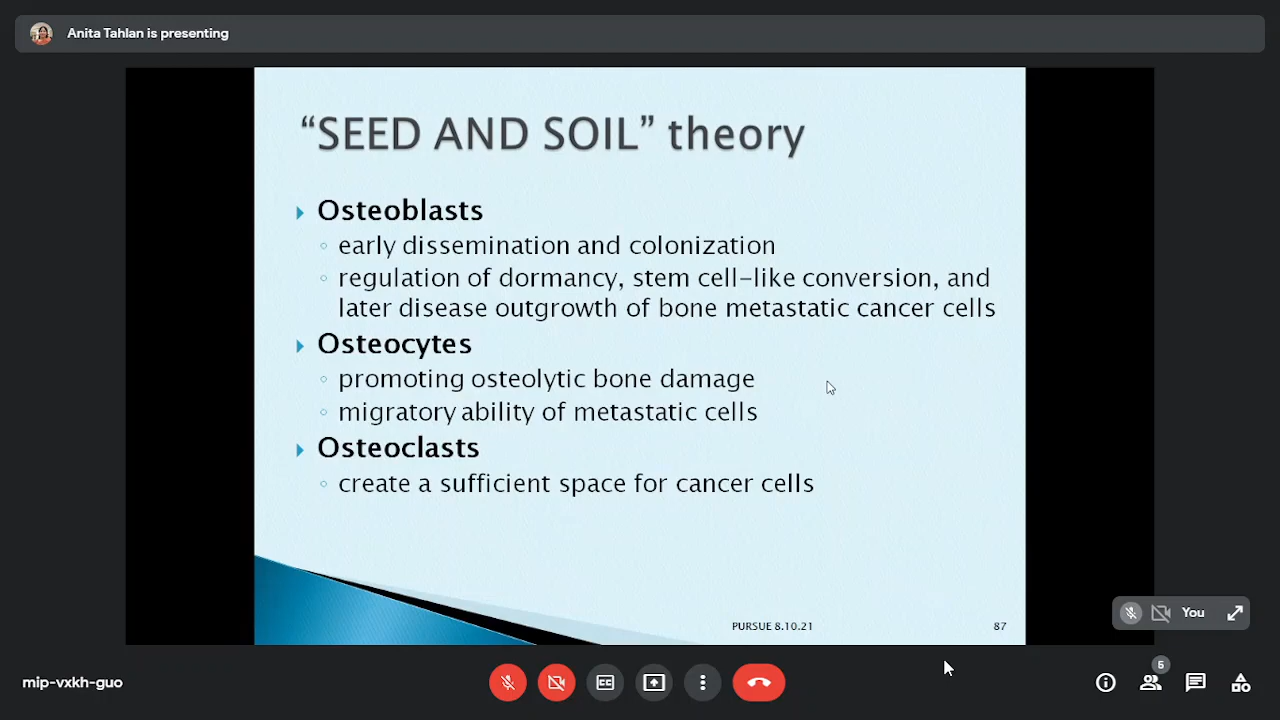 Anita Tahlan is presenting
“SEED AND SOIL” theory
Osteoblasts
early dissemination and colonization
regulation of dormancy, stem cell-like conversion, and
later disease outgrowth of bone metastatic cancer cells
Osteocytes
promoting osteolytic bone damage
migratory ability of metastatic cells
Osteoclasts
create a sufficient space for cancer cells
PURSUE 8.10.21
87
You
mip-vxkh-guo
CC
5